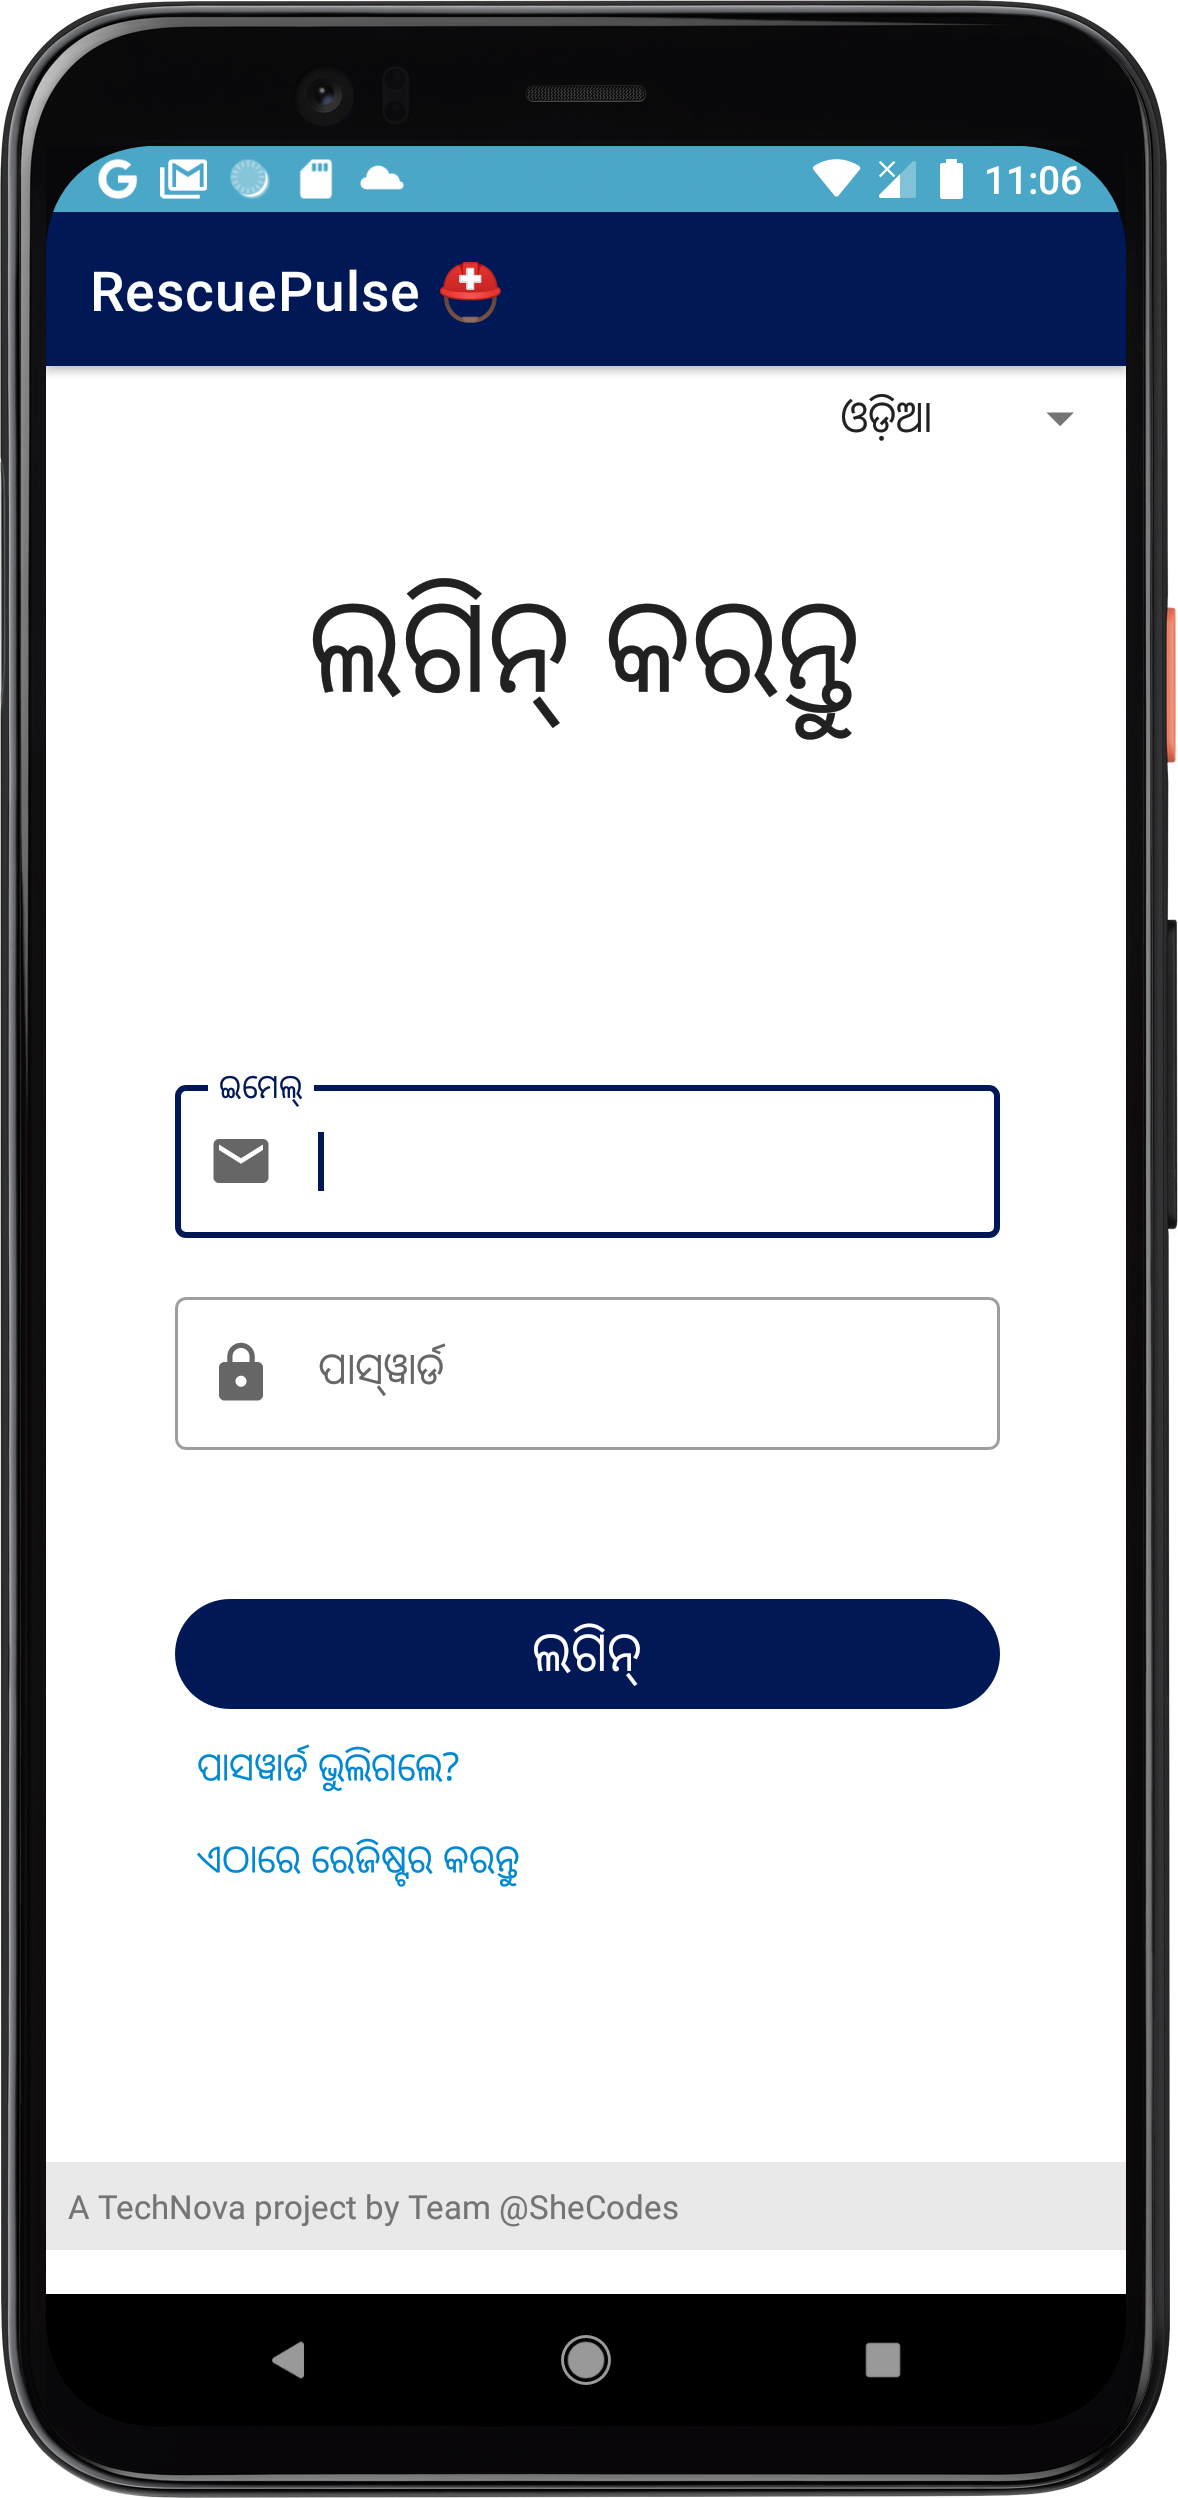 11:06
RescuePulse
ଓଡ଼ିଆ
ଲଗିନ୍ କରନ୍ତୁ
ଇମେଲ୍
ପାସ୍ୱାର୍ଡ
ଲଗିନ୍
ପାସୱାର୍ଡ ଭୁଲିଗଲେ?
ଏଠାରେ ରେଜିଷ୍ଟର କରନ୍ତୁ
A TechNova project by Team @SheCodes